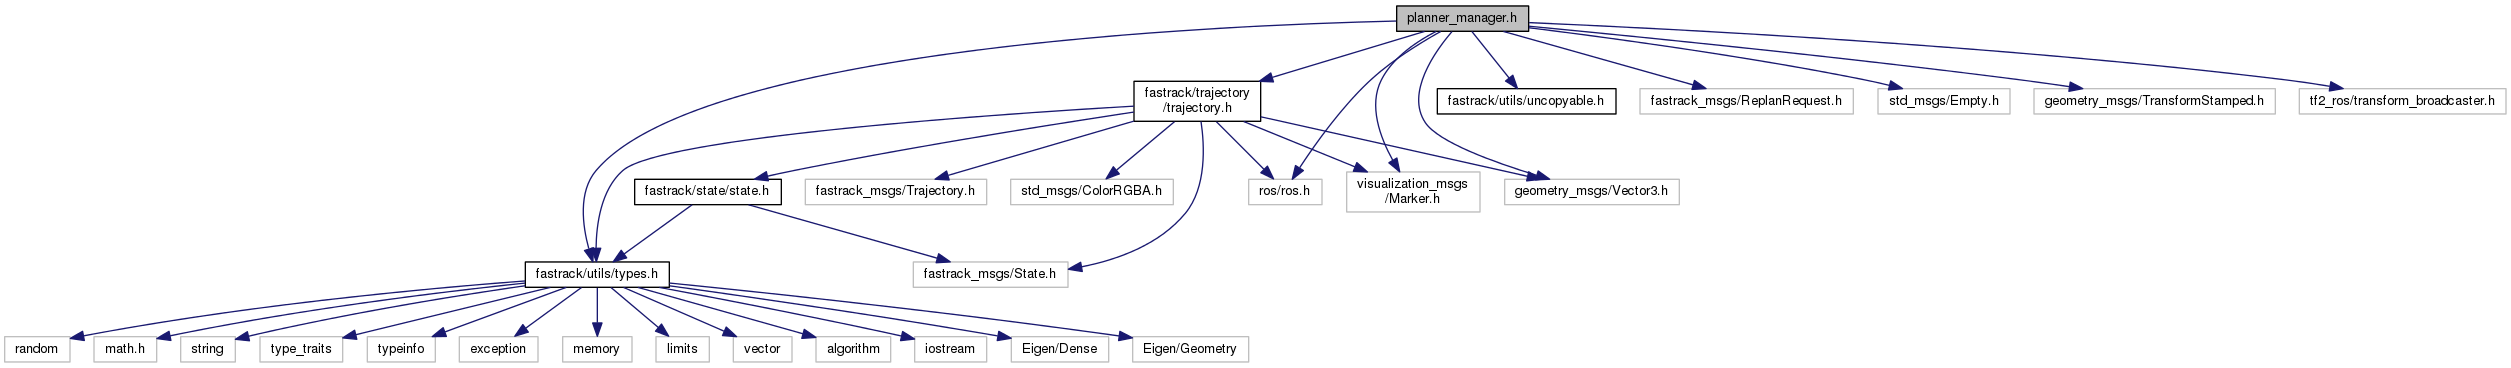 planner_manager.h
fastrack/trajectory
/trajectory.h
fastrack/utils/uncopyable.h
fastrack_msgs/ReplanRequest.h
std_msgs/Empty.h
geometry_msgs/TransformStamped.h
tf2_ros/transform_broadcaster.h
fastrack/state/state.h
fastrack_msgs/Trajectory.h
std_msgs/ColorRGBA.h
ros/ros.h
visualization_msgs
/Marker.h
geometry_msgs/Vector3.h
fastrack/utils/types.h
fastrack_msgs/State.h
random
math.h
string
type_traits
typeinfo
exception
memory
limits
vector
algorithm
iostream
Eigen/Dense
Eigen/Geometry